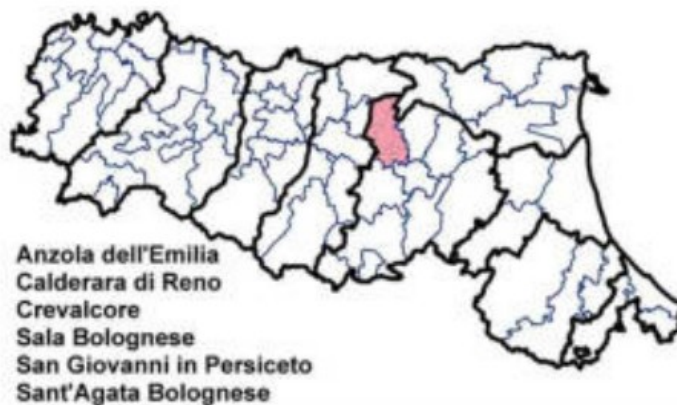 Anzola dell'Emilia
Calderara di Reno
Crevalcore
Sala Bolognese
San Giovanni in Persiceto
Sant'Agata Bolognese